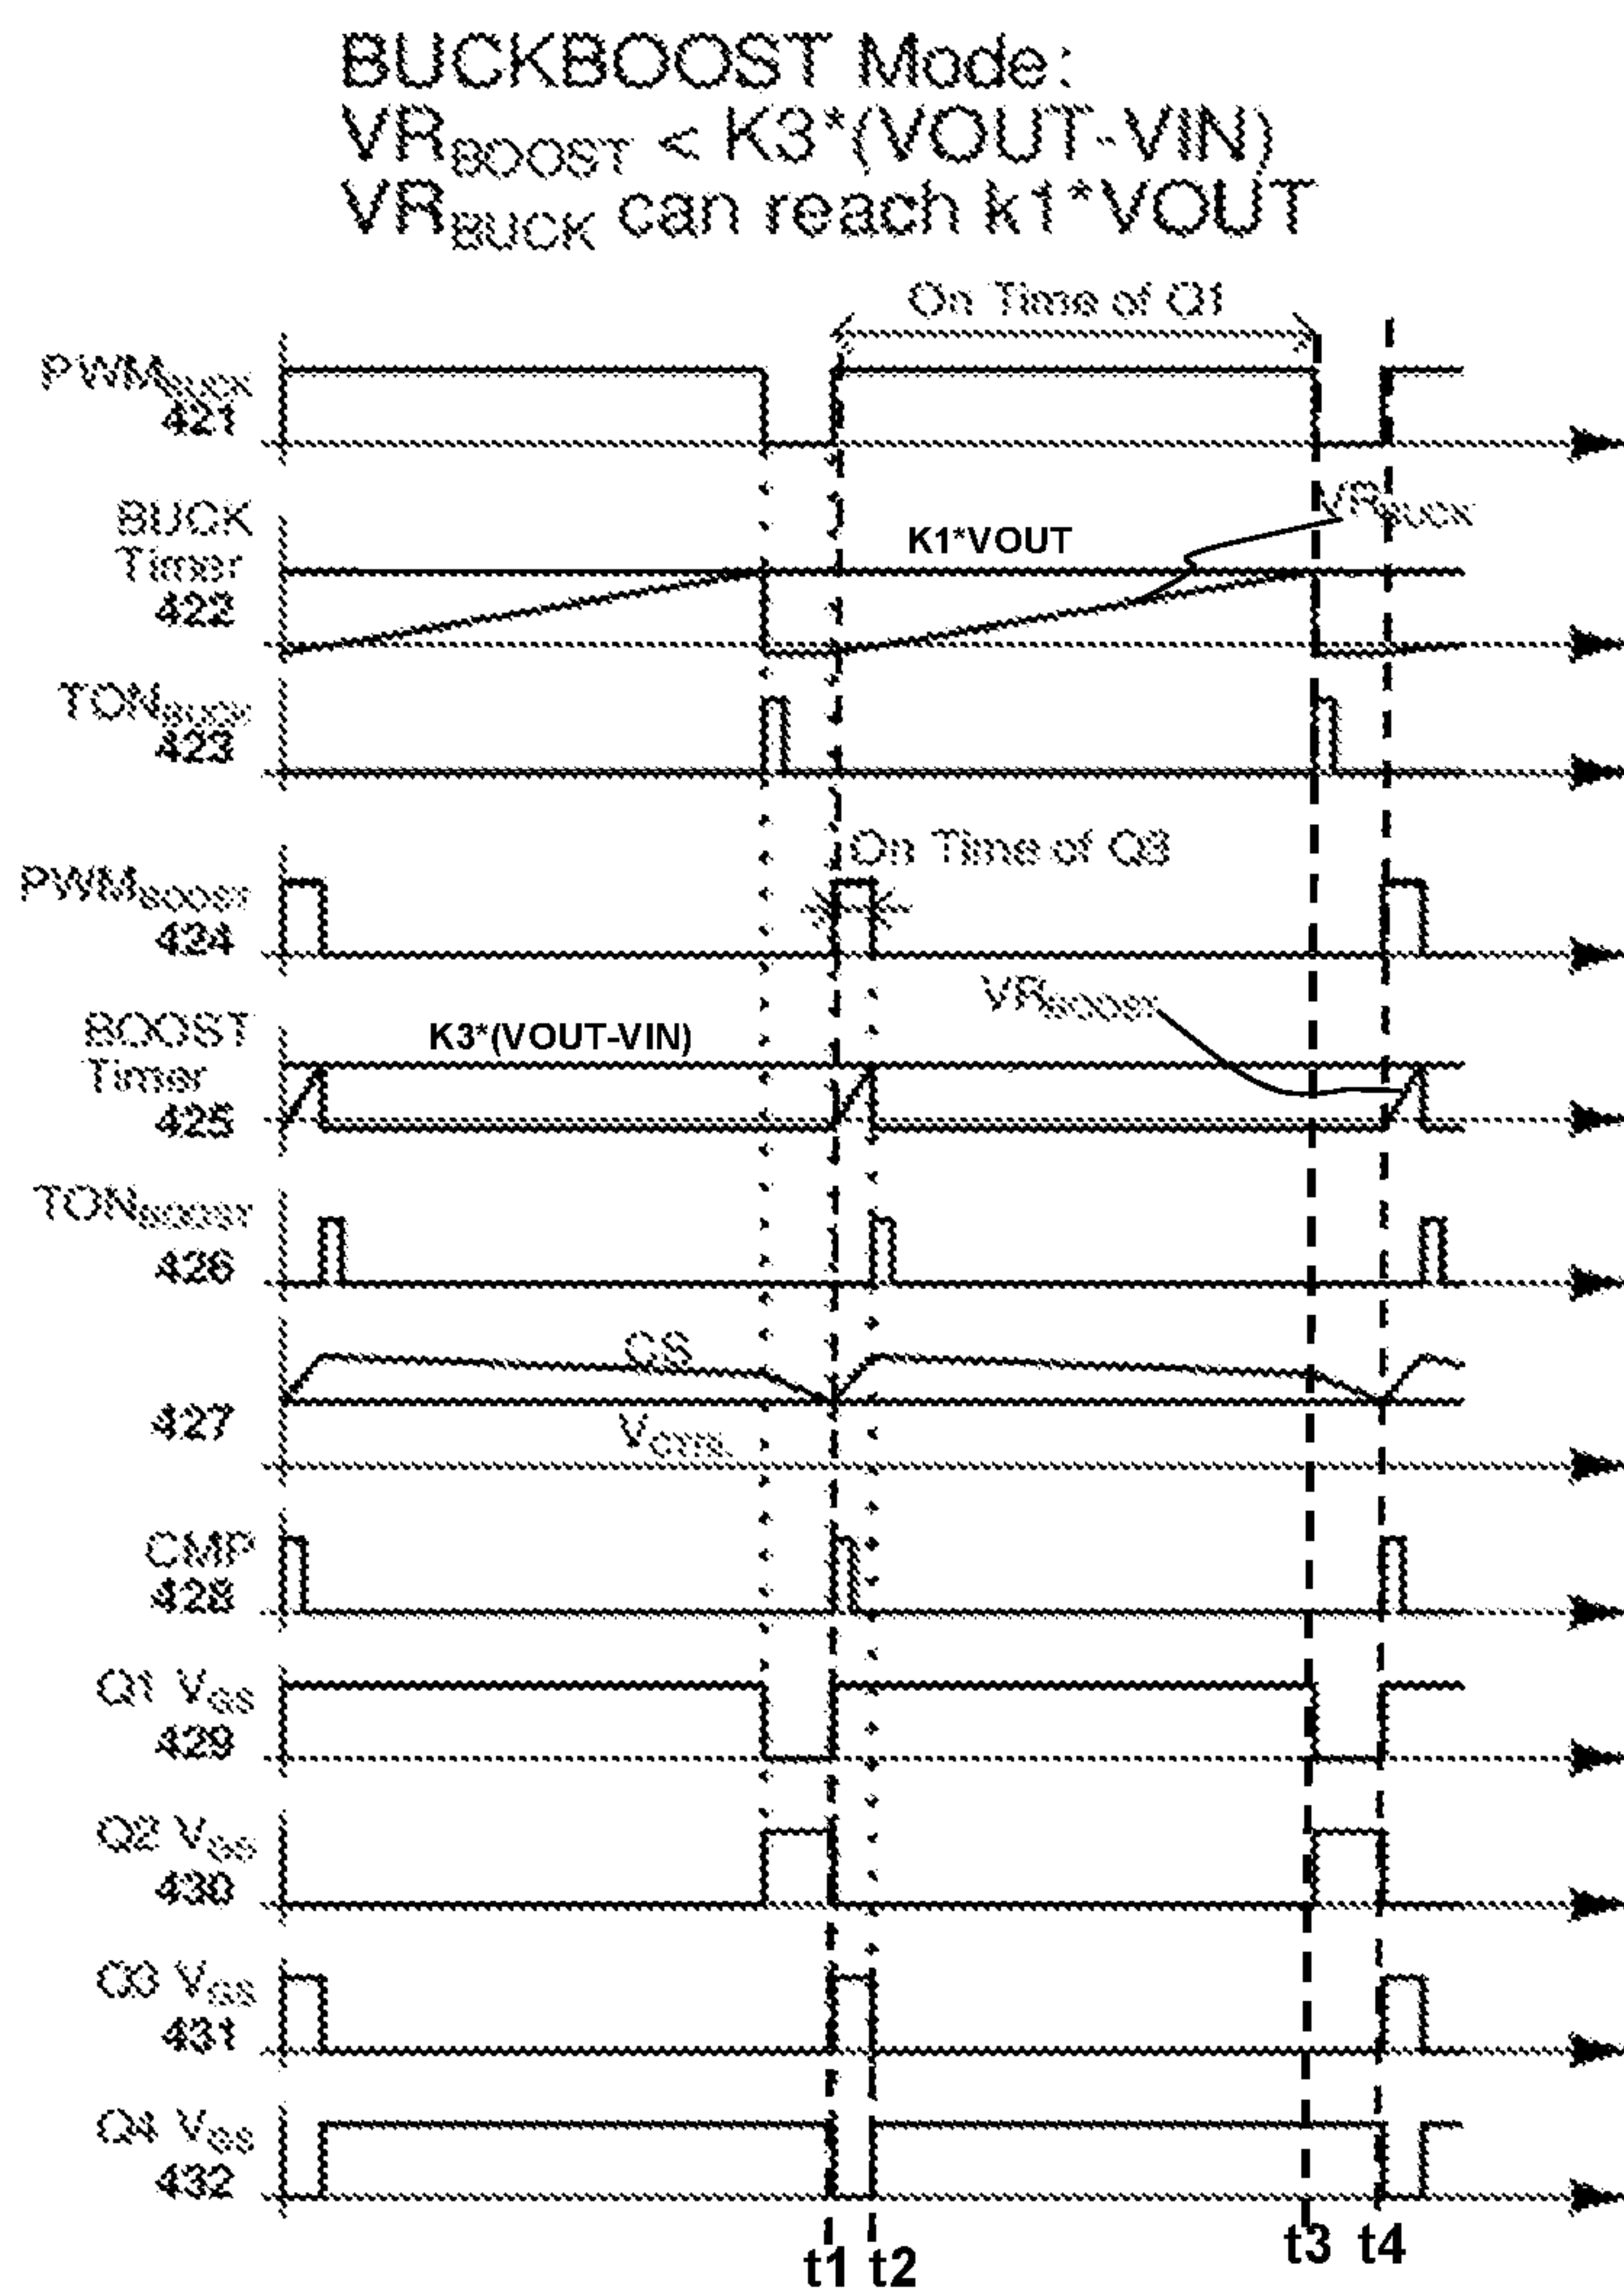 BUCKBOOST Mode:
VRBOOST < K3*(VOUT-VIN)
VRBUCK can reach k1*VOUT
On Time of Q1
PWMBUCK
421
BUCK
Timer
422
K1*VOUT
VRBUCK
TONBUCK
423
On Time of Q3
PWMBOOST
424
VRBOOST
BOOST
Timer
425
K3*(VOUT-VIN)
TONBOOST
426
CS
427
VCTRL
CMP
428
Q1 VGS
429
Q2 VGS
430
Q3 VGS
431
Q4 VGS
432
t1 t2 t3 t4